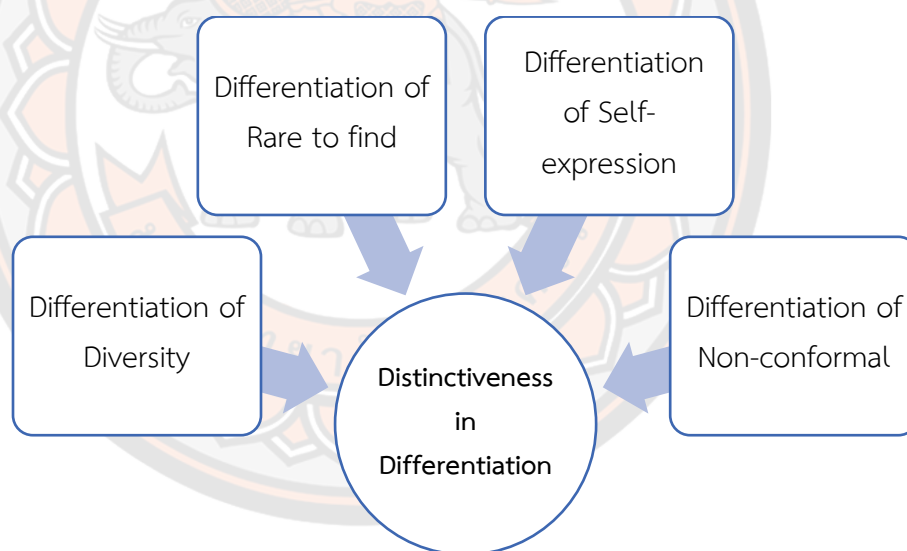 Differentiation of
Rare to find
Differentiation
of Self-
expression
Differentiation of
Diversity
Differentiation of
Non-conformal
Distinctiveness
in
Differentiation